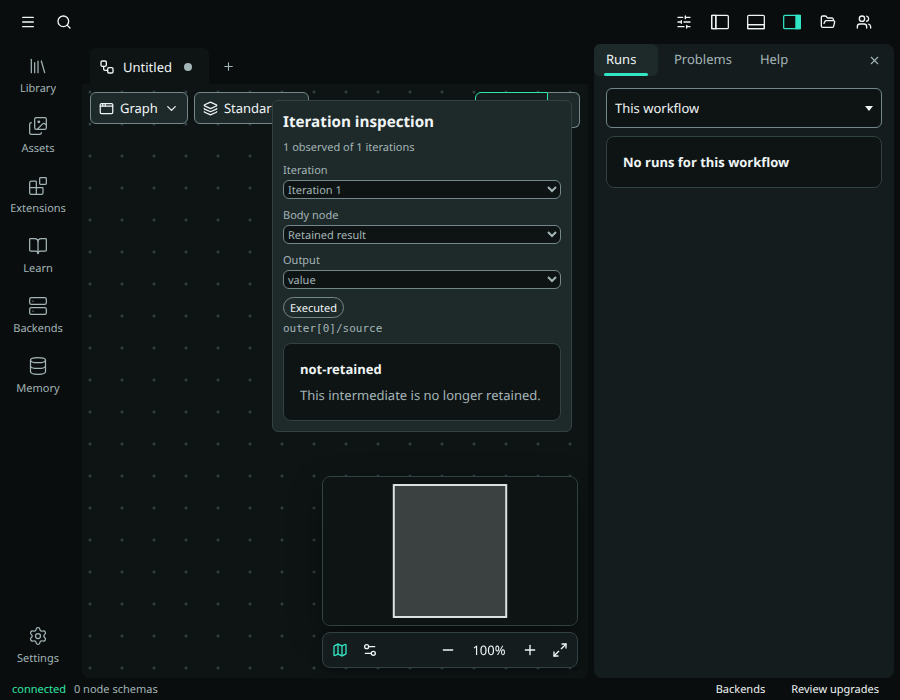 Untitled
Runs
Problems
Help
Library
Assets
Extensions
Learn
Backends
Memory
Settings
Graph
Iteration inspection
1 observed of 1 iterations
Iteration
Iteration 1
Body node
Retained result
Output
value
Executed
outer[0]/source
not-retained
This intermediate is no longer retained.
This workflow
No runs for this workflow
100%
connected
0 node schemas
Backends
Review upgrades